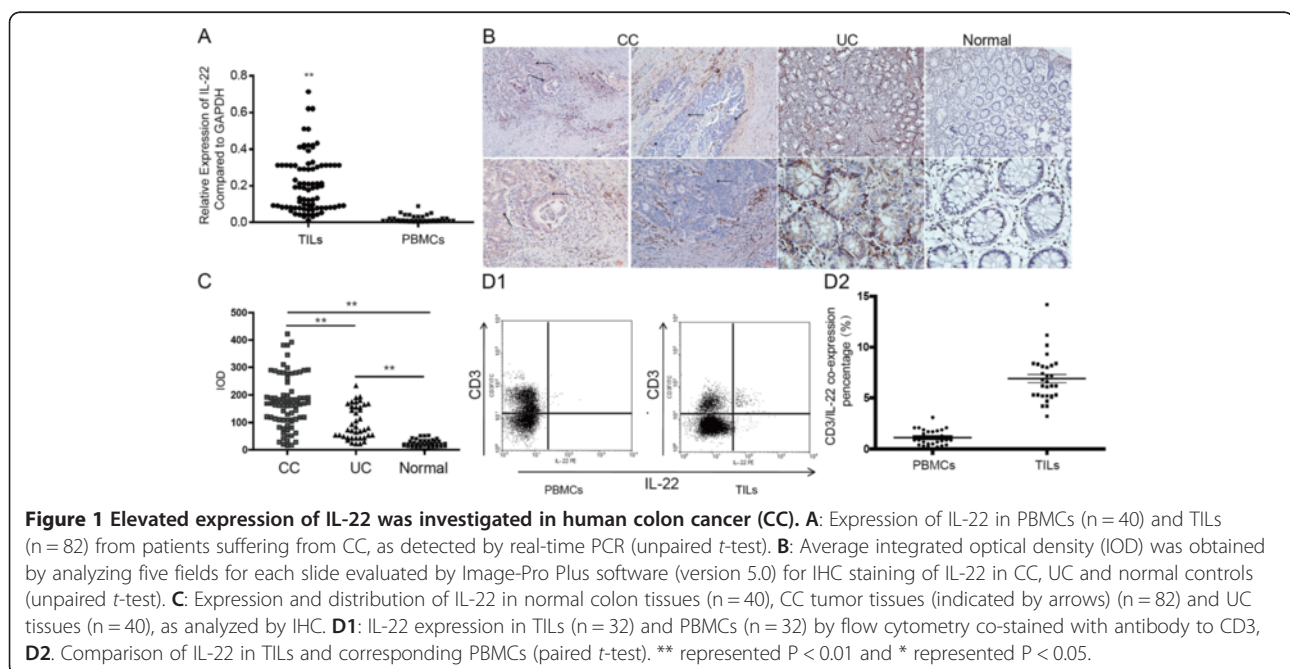 A
**
Relative Expression of IL-22
Compared to GAPDH
0.8
0.6
0.4
0.2
0.0
TILs
PBMCs
B
CC
UC
Normal
C
500
400
300
200
100
0
IOD
**
**
**
CC
UC
Normal
D1
CD3
CD3
IL-22 PE
IL-22 PE
PBMCs
IL-22
TILs
D2
15
10
5
0
CD3/IL-22 co-expression
pencentage (%)
PBMCs
TILs
Figure 1 Elevated expression of IL-22 was investigated in human colon cancer (CC). A: Expression of IL-22 in PBMCs (n = 40) and TILs
(n = 82) from patients suffering from CC, as detected by real-time PCR (unpaired t-test). B: Average integrated optical density (IOD) was obtained
by analyzing five fields for each slide evaluated by Image-Pro Plus software (version 5.0) for IHC staining of IL-22 in CC, UC and normal controls
(unpaired t-test). C: Expression and distribution of IL-22 in normal colon tissues (n = 40), CC tumor tissues (indicated by arrows) (n = 82) and UC
tissues (n = 40), as analyzed by IHC. D1: IL-22 expression in TILs (n = 32) and PBMCs (n = 32) by flow cytometry co-stained with antibody to CD3,
D2. Comparison of IL-22 in TILs and corresponding PBMCs (paired t-test). ** represented P < 0.01 and * represented P < 0.05.